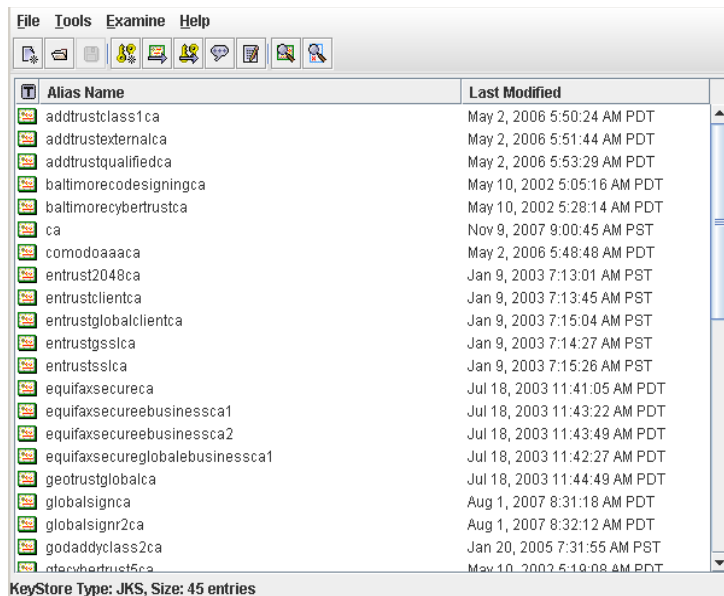 File Tools Examine Help
T Alias Name Last Modified
addtrustclass1ca May 2, 2006 5:50:24 AM PDT
addtrustexternalca May 2, 2006 5:51:44 AM PDT
addtrustqualifiedca May 2, 2006 5:53:29 AM PDT
baltimorecodesigningca May 10, 2002 5:05:16 AM PDT
baltimorecybertrustca May 10, 2002 5:28:14 AM PDT
ca Nov 9, 2007 9:00:45 AM PST
comodoaaaca May 2, 2006 5:48:48 AM PDT
entrust2048ca Jan 9, 2003 7:13:01 AM PST
entrustclientca Jan 9, 2003 7:13:45 AM PST
entrustglobalclientca Jan 9, 2003 7:15:04 AM PST
entrustgsslca Jan 9, 2003 7:14:27 AM PST
entrustsslca Jan 9, 2003 7:15:26 AM PST
equifaxsecureca Jul 18, 2003 11:41:05 AM PDT
equifaxsecureebusinessca1 Jul 18, 2003 11:43:22 AM PDT
equifaxsecureebusinessca2 Jul 18, 2003 11:43:49 AM PDT
equifaxsecureglobalebusinessca1 Jul 18, 2003 11:42:27 AM PDT
geotrustglobalca Jul 18, 2003 11:44:49 AM PDT
globalsignca Aug 1, 2007 8:31:18 AM PDT
globalsignr2ca Aug 1, 2007 8:32:12 AM PDT
godaddyclass2ca Jan 20, 2005 7:31:55 AM PST
gtecybertrust5ca May 10, 2002 5:19:08 AM PDT
KeyStore Type: JKS, Size: 45 entries